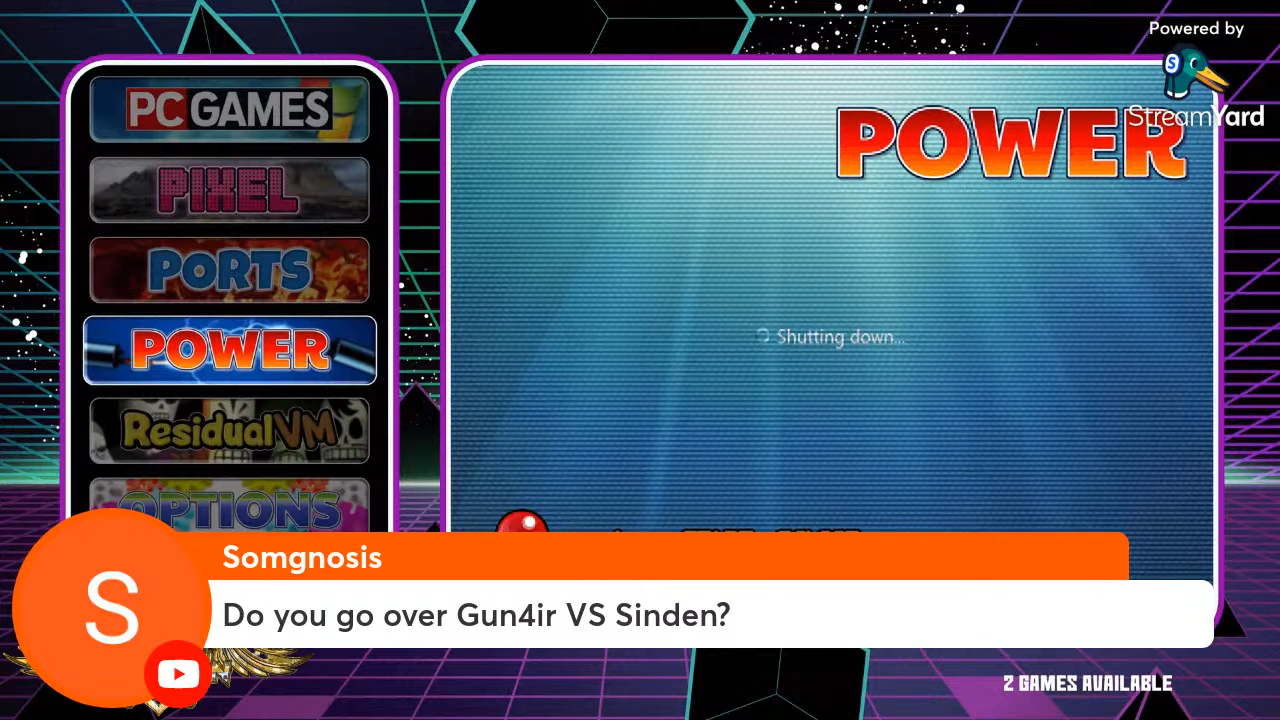 Powered by
StreamYard
PC GAMES
PIXEL
PORTS
POWER
ResidualVM
OPTIONS
POWER
Shutting down...
Somgnosis
S
Do you go over Gun4ir VS Sinden?
2 GAMES AVAILABLE